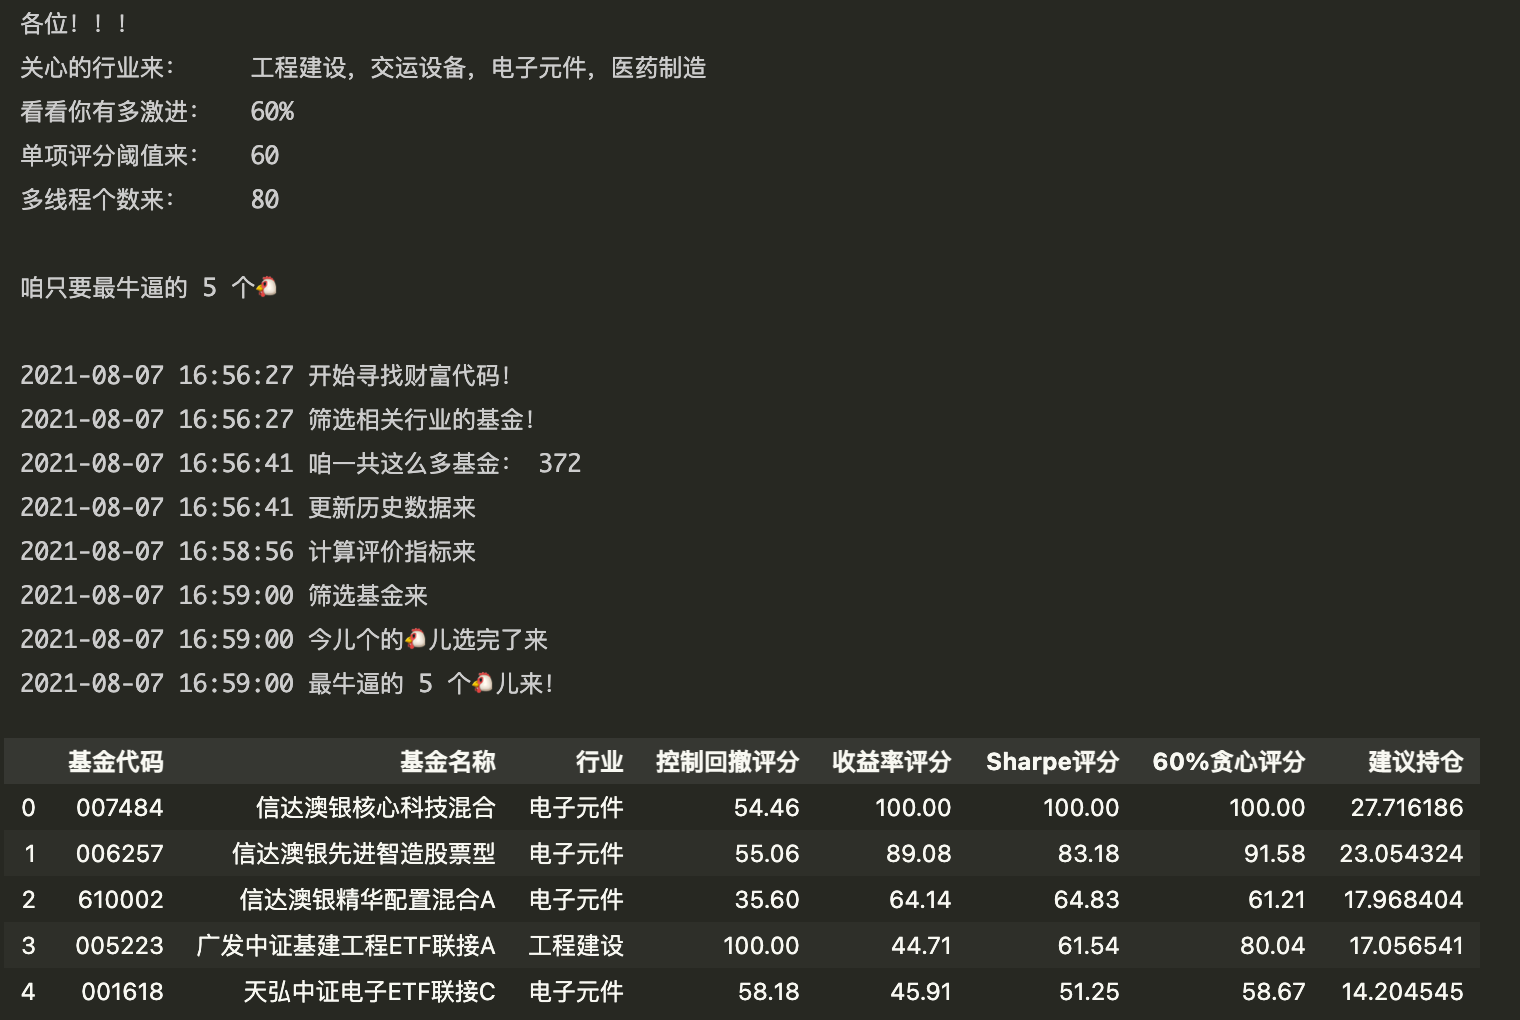 各位！！！
关心的行业来： 工程建设，交运设备，电子元件，医药制造
看看你有多激进： 60%
单项评分阈值来： 60
多线程个数来： 80
咱只要最牛逼的 5 个🐔
2021-08-07 16:56:27 开始寻找财富代码！
2021-08-07 16:56:27 筛选相关行业的基金！
2021-08-07 16:56:41 咱一共这么多基金： 372
2021-08-07 16:56:41 更新历史数据来
2021-08-07 16:58:56 计算评价指标来
2021-08-07 16:59:00 筛选基金来
2021-08-07 16:59:00 今儿个的🐔儿选完了来
2021-08-07 16:59:00 最牛逼的 5 个🐔儿来！
基金代码 基金名称 行业 控制回撤评分 收益率评分 Sharpe评分 60%贪心评分 建议持仓
0 007484 信达澳银核心科技混合 电子元件 54.46 100.00 100.00 100.00 27.716186
1 006257 信达澳银先进智造股票型 电子元件 55.06 89.08 83.18 91.58 23.054324
2 610002 信达澳银精华配置混合A 电子元件 35.60 64.14 64.83 61.21 17.968404
3 005223 广发中证基建工程ETF联接A 工程建设 100.00 44.71 61.54 80.04 17.056541
4 001618 天弘中证电子ETF联接C 电子元件 58.18 45.91 51.25 58.67 14.204545